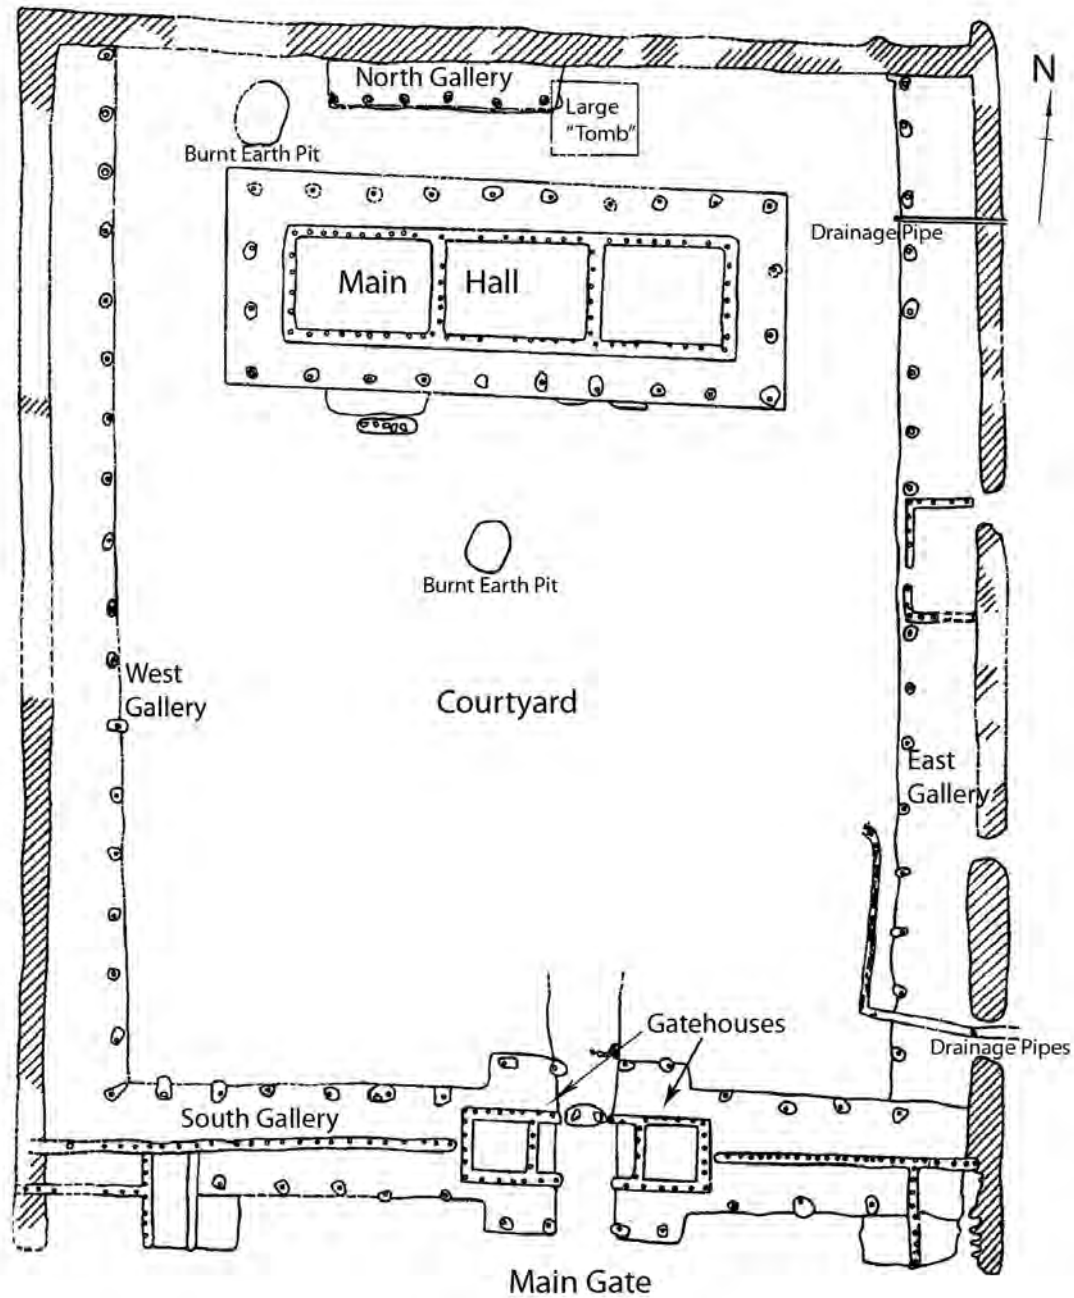 N
North Gallery
Large
"Tomb"
Burnt Earth Pit
Drainage Pipe
Main Hall
Burnt Earth Pit
West
Gallery
Courtyard
East
Gallery
Gatehouses
Drainage Pipes
South Gallery
Main Gate